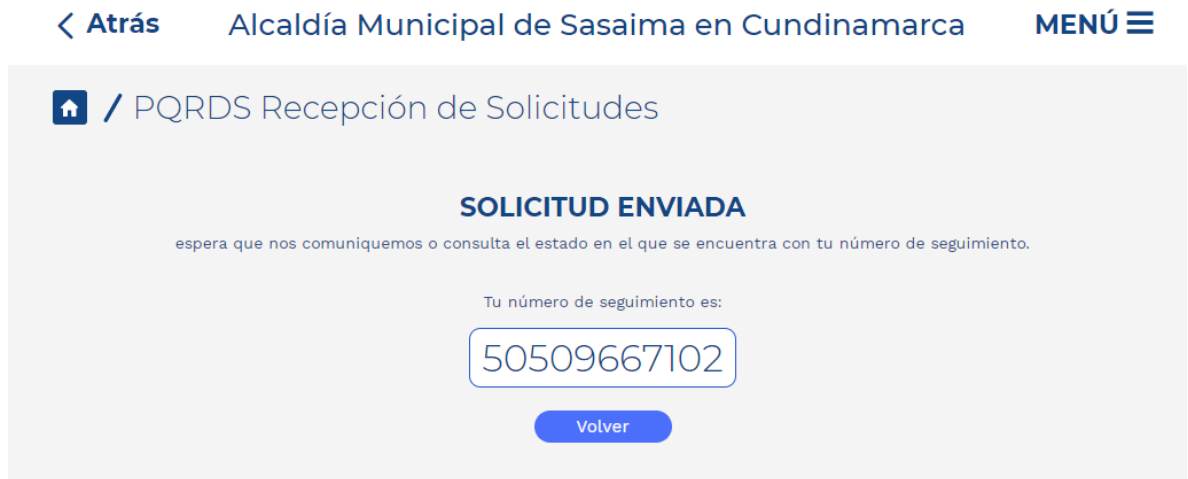 Atrás Alcaldía Municipal de Sasaima en Cundinamarca MENÚ
/ PQRDS Recepción de Solicitudes
SOLICITUD ENVIADA
espera que nos comuniquemos o consulta el estado en el que se encuentra con tu número de seguimiento.
Tu número de seguimiento es:
50509667102
Volver